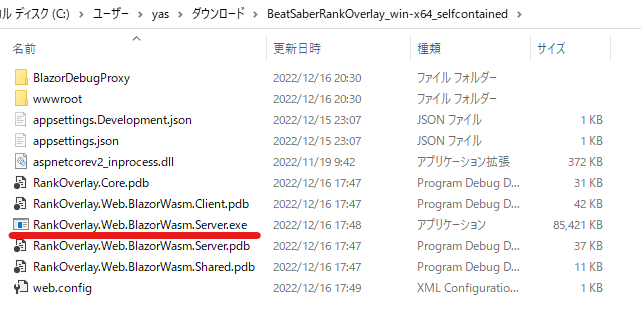 ル ディスク (C:) › ユーザー › yas › ダウンロード › BeatSaberRankOverlay_win-x64_selfcontained ›
名前 更新日時 種類 サイズ
BlazorDebugProxy 2022/12/16 20:30 ファイル フォルダー
wwwroot 2022/12/16 20:30 ファイル フォルダー
appsettings.Development.json 2022/12/15 23:07 JSON ファイル 1 KB
appsettings.json 2022/12/15 23:07 JSON ファイル 1 KB
aspnetcorev2_inprocess.dll 2022/11/19 9:42 アプリケーション拡張 372 KB
RankOverlay.Core.pdb 2022/12/16 17:47 Program Debug D... 31 KB
RankOverlay.Web.BlazorWasm.Client.pdb 2022/12/16 17:47 Program Debug D... 42 KB
RankOverlay.Web.BlazorWasm.Server.exe 2022/12/16 17:48 アプリケーション 85,421 KB
RankOverlay.Web.BlazorWasm.Server.pdb 2022/12/16 17:47 Program Debug D... 37 KB
RankOverlay.Web.BlazorWasm.Shared.pdb 2022/12/16 17:47 Program Debug D... 11 KB
web.config 2022/12/16 17:49 XML Configuratio... 1 KB